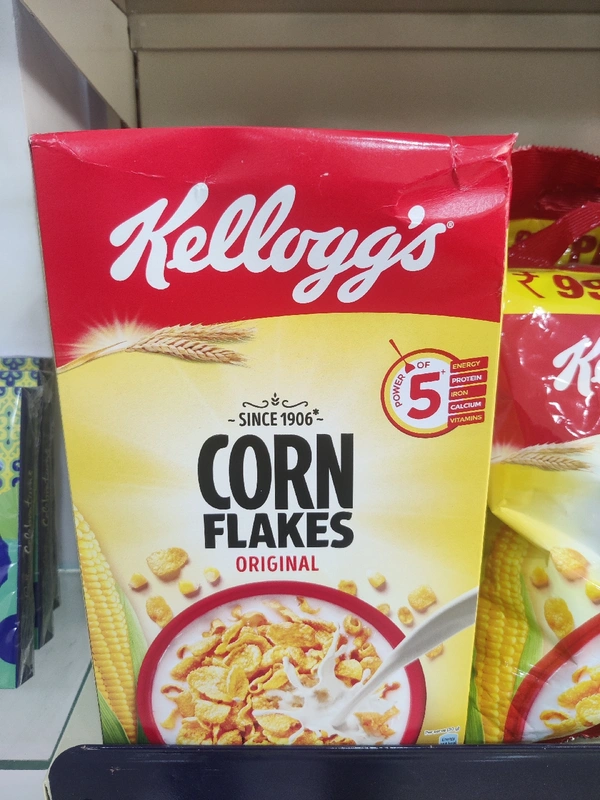 Kellogg's®
POWER OF
5+
ENERGY
PROTEIN
IRON
CALCIUM
VITAMINS
~ SINCE 1906* ~
CORN
FLAKES
ORIGINAL
₹ 99